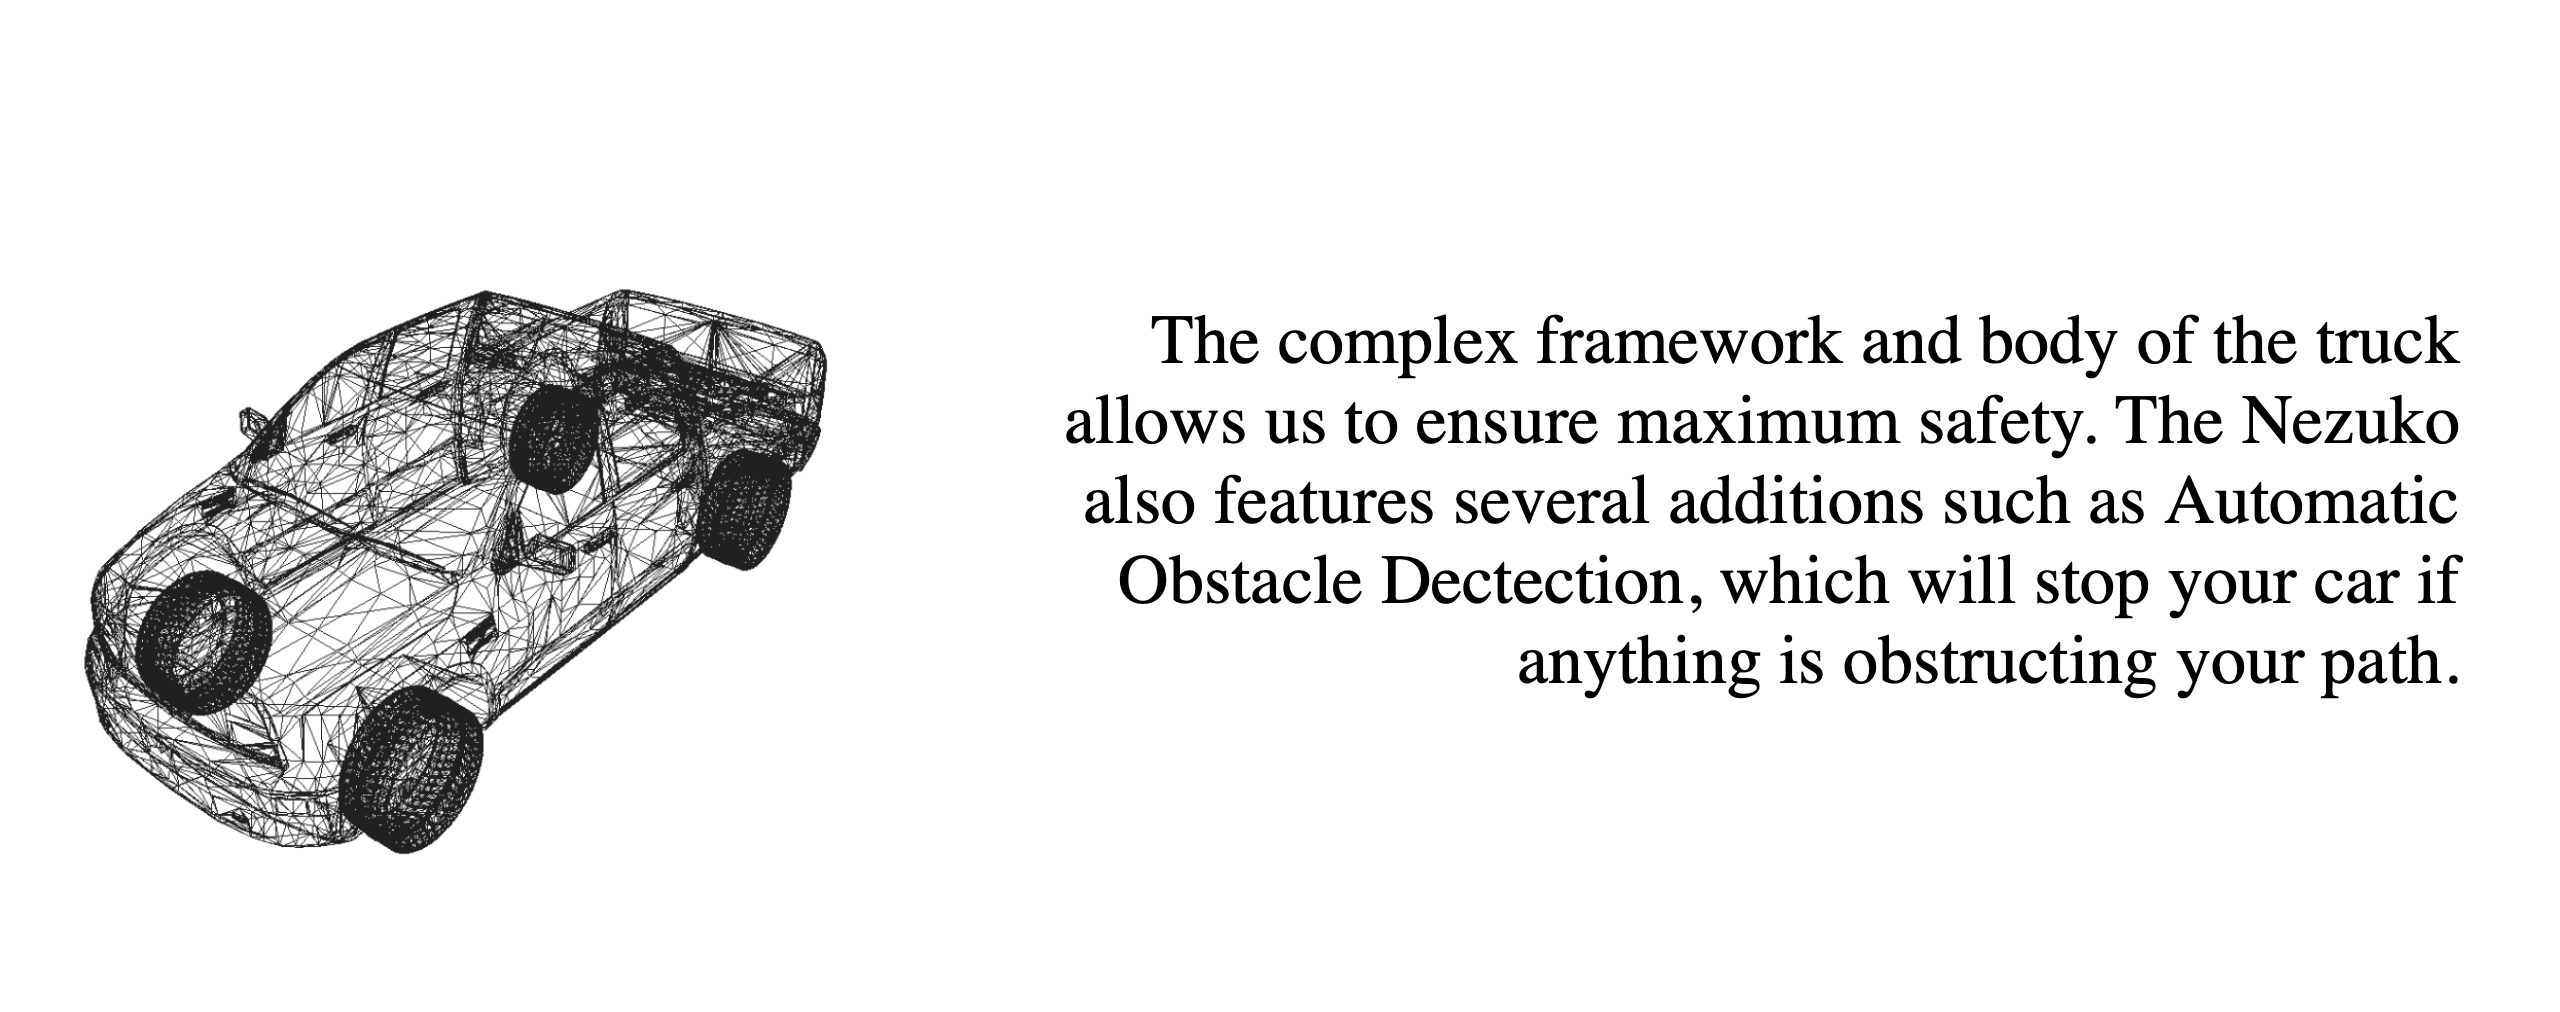 The complex framework and body of the truck
allows us to ensure maximum safety. The Nezuko
also features several additions such as Automatic
Obstacle Dectection, which will stop your car if
anything is obstructing your path.